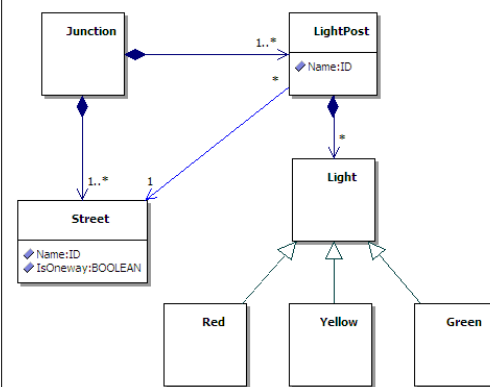 Junction
LightPost
1..*
Name:ID
*
*
Light
1..*
1
Street
Name:ID
IsOneway:BOOLEAN
Red
Yellow
Green